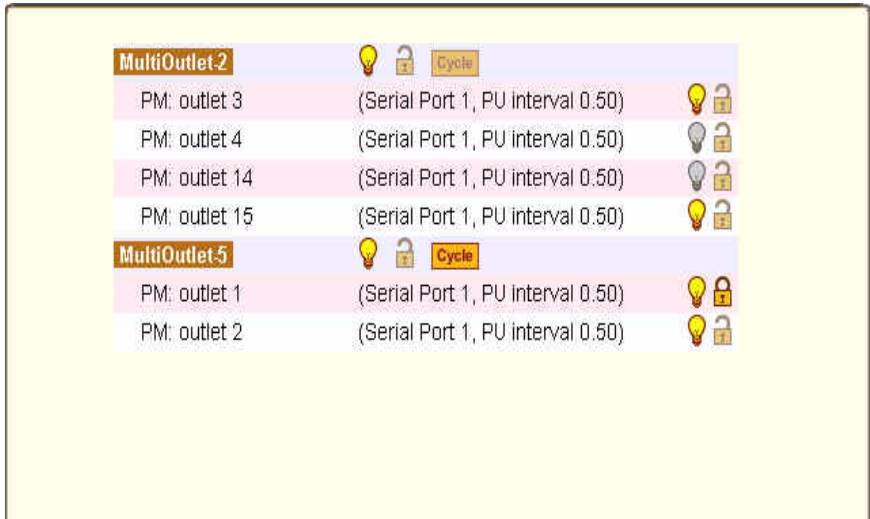 MultiOutlet-2 Cycle
PM: outlet 3 (Serial Port 1, PU interval 0.50)
PM: outlet 4 (Serial Port 1, PU interval 0.50)
PM: outlet 14 (Serial Port 1, PU interval 0.50)
PM: outlet 15 (Serial Port 1, PU interval 0.50)
MultiOutlet-5 Cycle
PM: outlet 1 (Serial Port 1, PU interval 0.50)
PM: outlet 2 (Serial Port 1, PU interval 0.50)